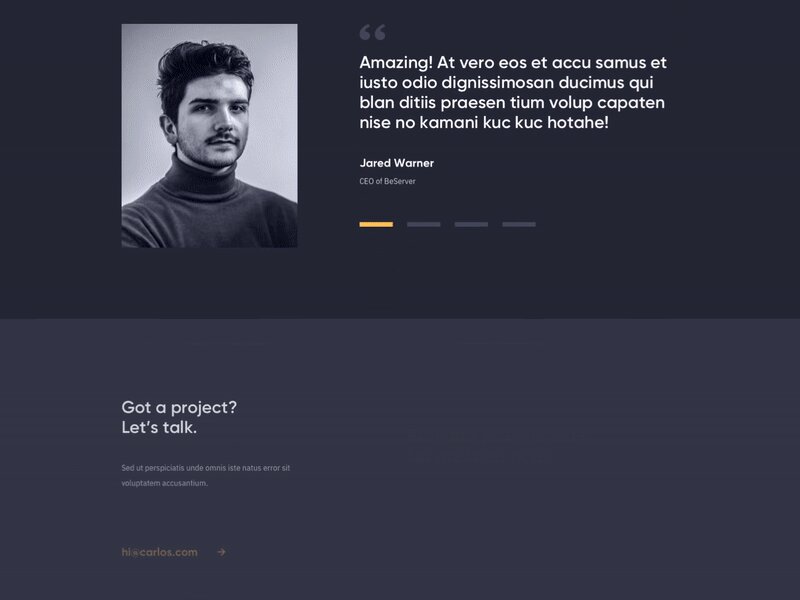 “
Amazing! At vero eos et accu samus et
iusto odio dignissimosan ducimus qui
blan ditiis praesen tium volup capaten
nise no kamani kuc kuc hotahe!
Jared Warner
CEO of BeServer
Got a project?
Let’s talk.
Sed ut perspiciatis unde omnis iste natus error sit
voluptatem accusantium.
hi@carlos.com →